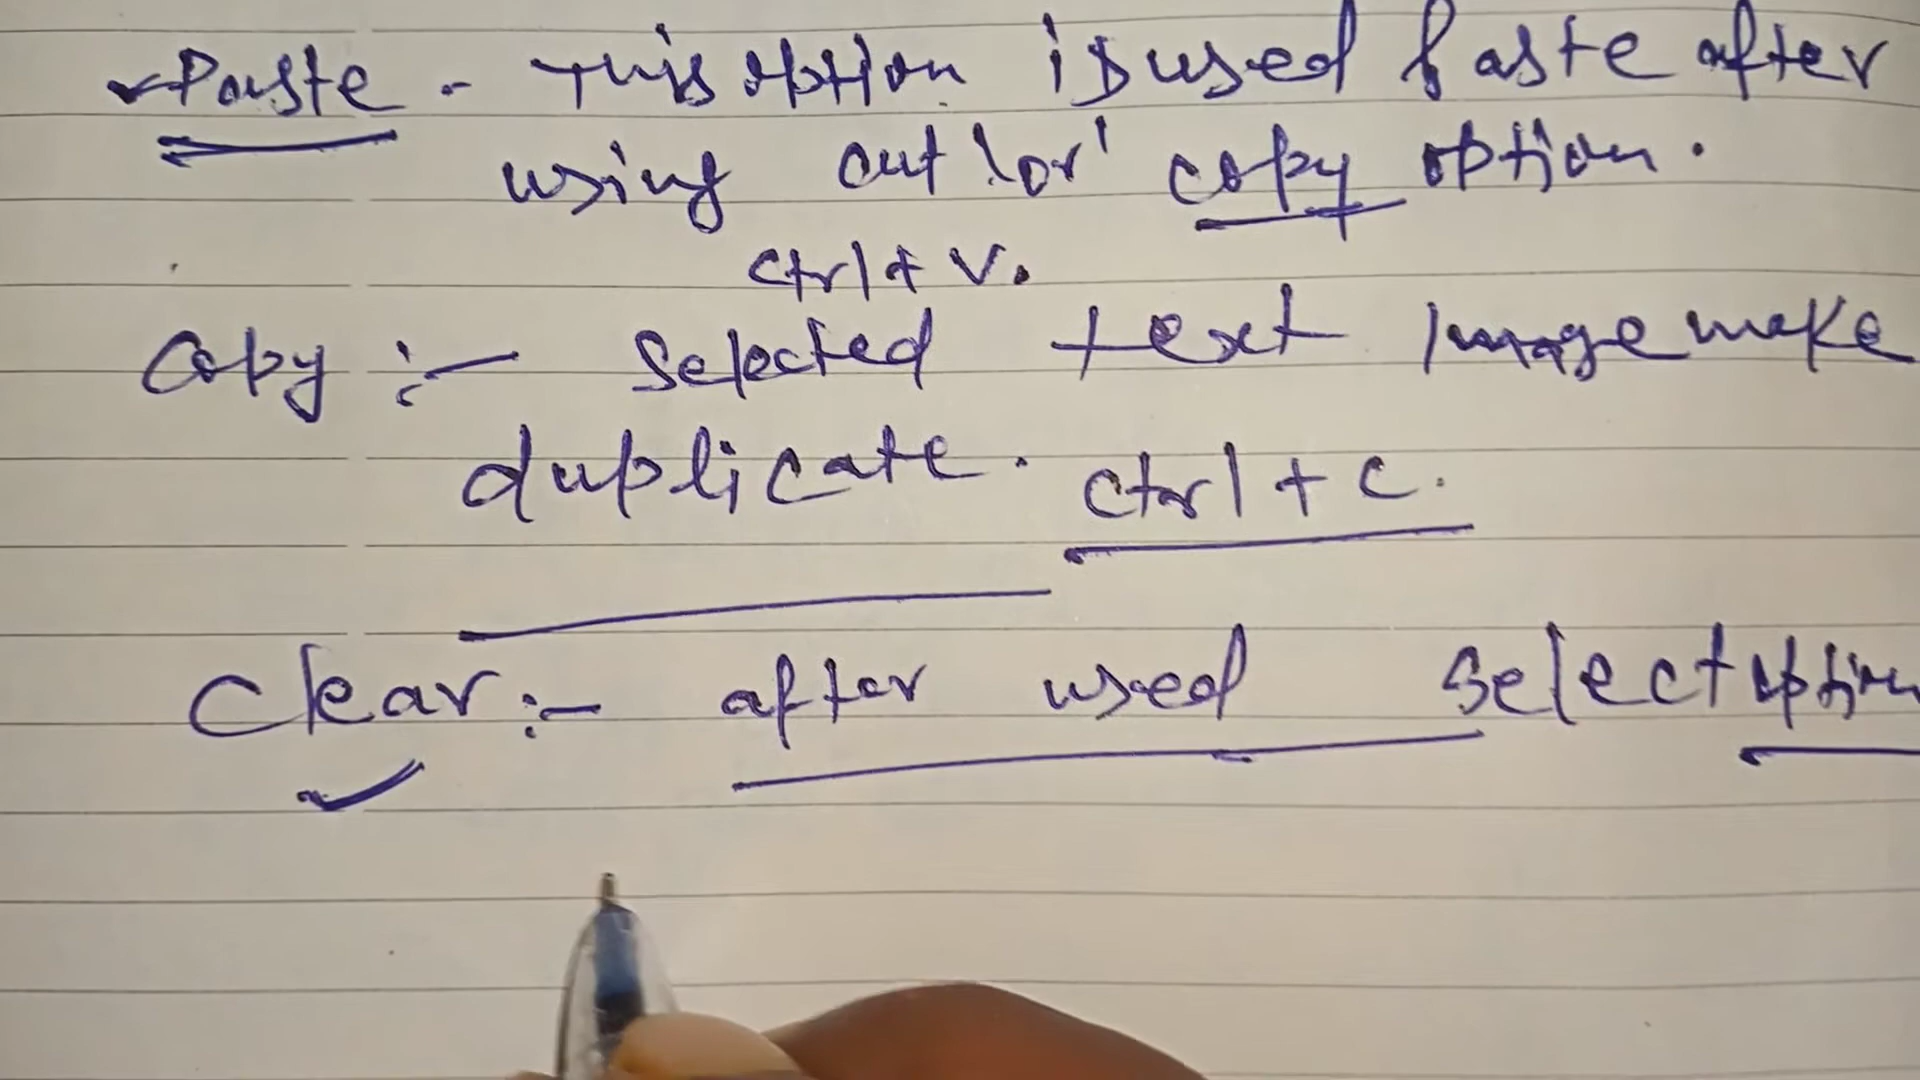 Paste - This option is used paste after
using cut 'or' copy option.
ctrl + v.
Copy :- Selected text image make
duplicate. ctrl + c.
Clear :- after used select option